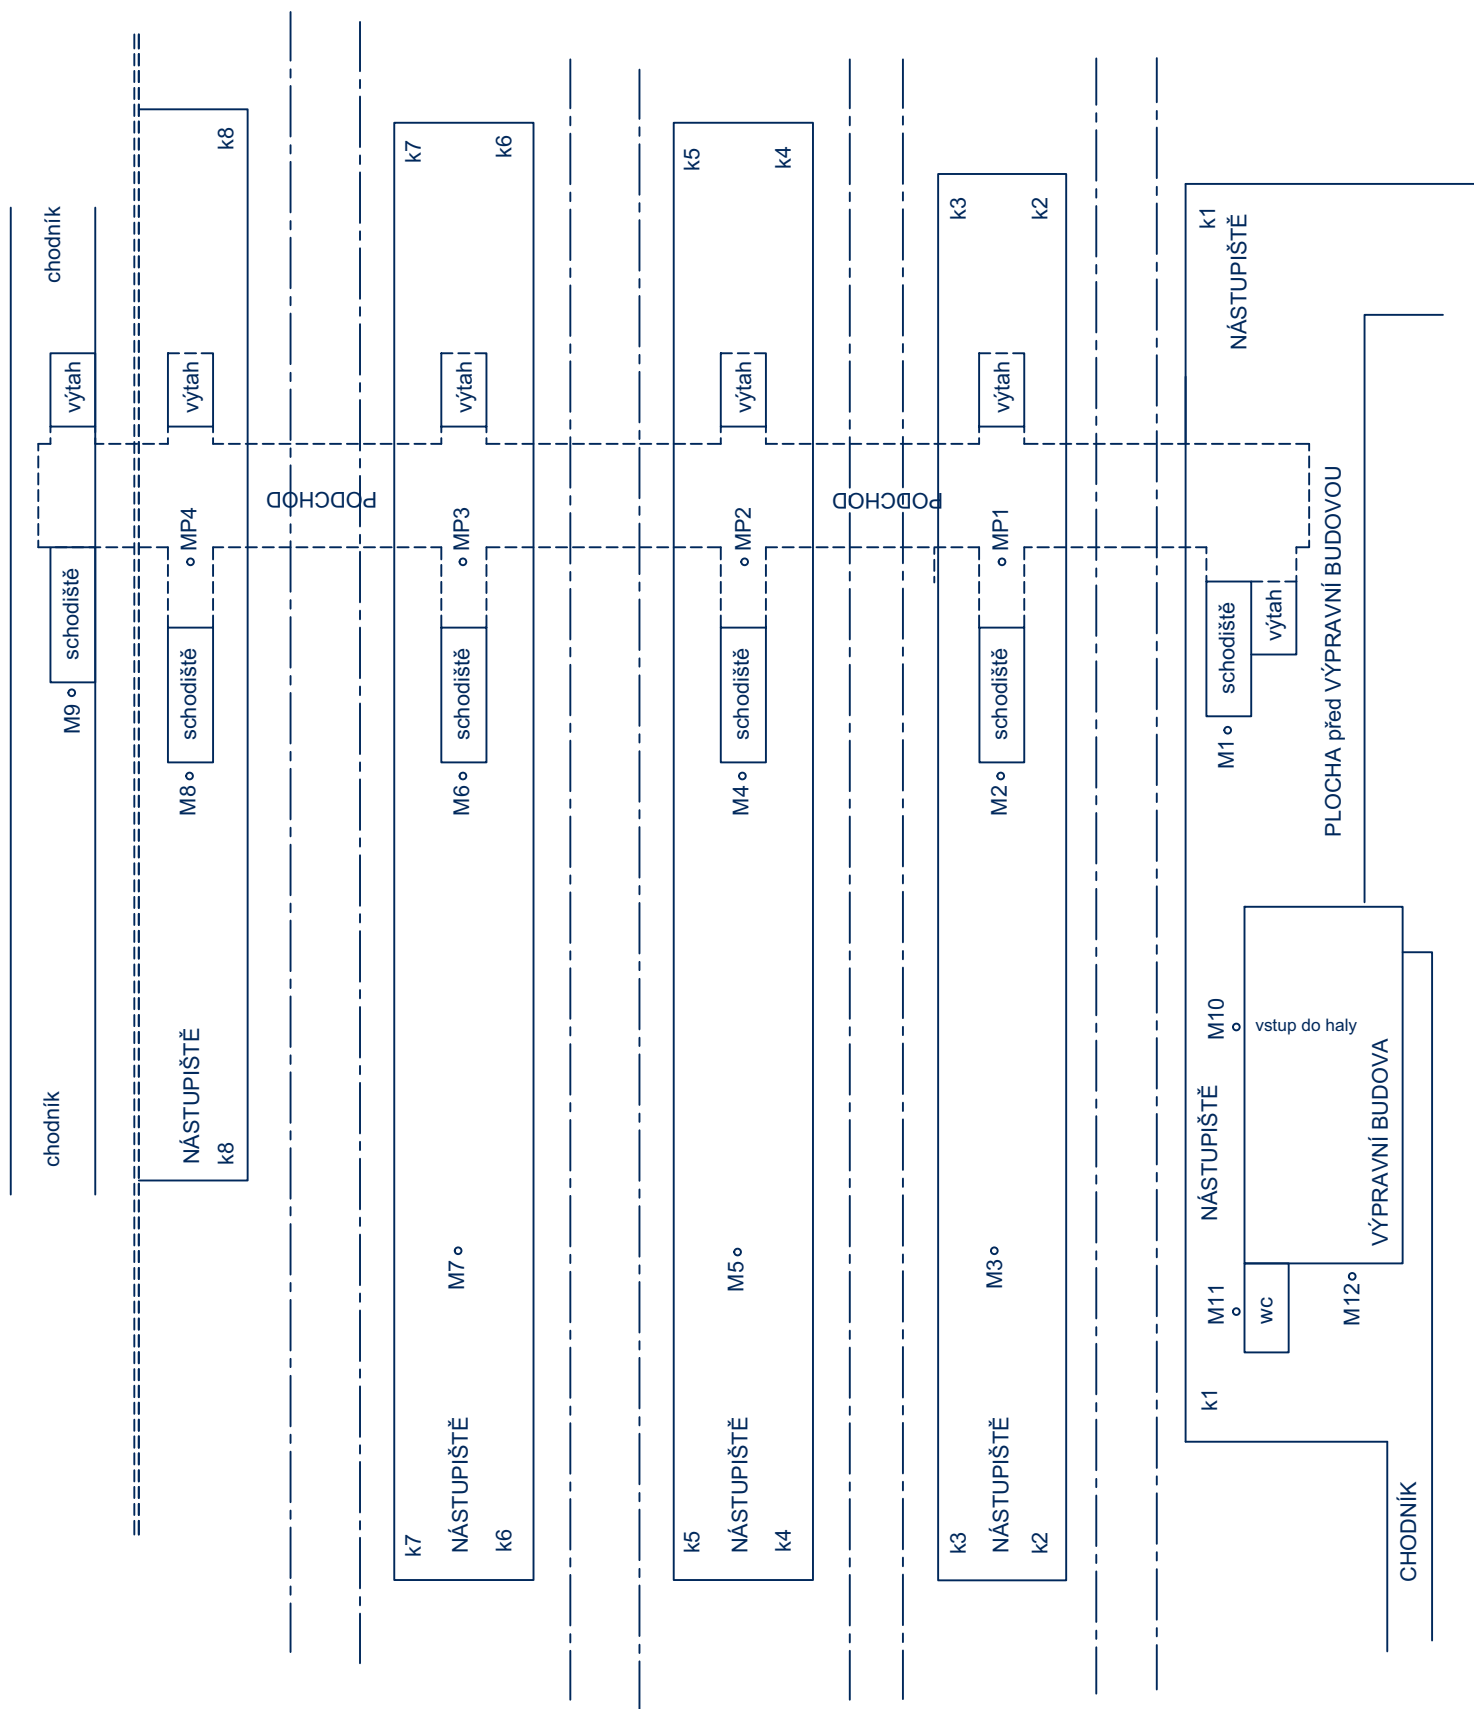 chodník
výtah
schodiště
M9
chodník
k8
výtah
MP4
schodiště
M8
NÁSTUPIŠTĚ
k8
PODCHOD
k7
k6
výtah
MP3
schodiště
M6
M7
NÁSTUPIŠTĚ
k7
k6
k5
k4
výtah
MP2
schodiště
M4
M5
NÁSTUPIŠTĚ
k5
k4
PODCHOD
k3
k2
výtah
MP1
schodiště
M2
M3
NÁSTUPIŠTĚ
k3
k2
k1
NÁSTUPIŠTĚ
schodiště
výtah
M1
PLOCHA před VÝPRAVNÍ BUDOVOU
M10
vstup do haly
NÁSTUPIŠTĚ
VÝPRAVNÍ BUDOVA
M11
wc
M12
k1
CHODNÍK